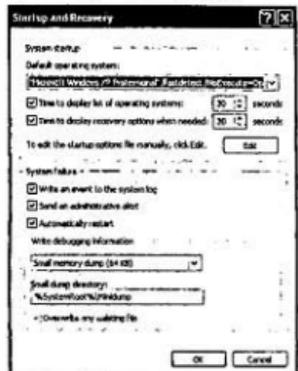 Startup and Recovery
System startup
Default operating system:
"Microsoft Windows XP Professional" /fastdetect /NoExecute=Op
Time to display list of operating systems: 30 seconds
Time to display recovery options when needed: 30 seconds
To edit the startup options file manually, click Edit. Edit
System failure
Write an event to the system log
Send an administrative alert
Automatically restart
Write debugging information
Small memory dump (64 KB)
Small dump directory:
%SystemRoot%\Minidump
Overwrite any existing file
OK Cancel